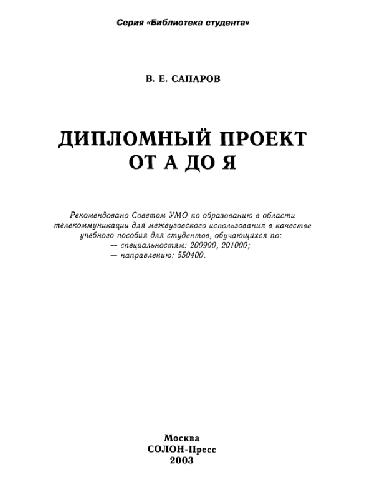 Серия «Библиотека студента»
В. Е. САПАРОВ
ДИПЛОМНЫЙ ПРОЕКТ
ОТ А ДО Я
Рекомендовано Советом УМО по образованию в области
телекоммуникации для межвузовского использования в качестве
учебного пособия для студентов, обучающихся по:
— специальностям: 200900, 201000;
— направлению: 550400.
Москва
СОЛОН-Пресс
2003